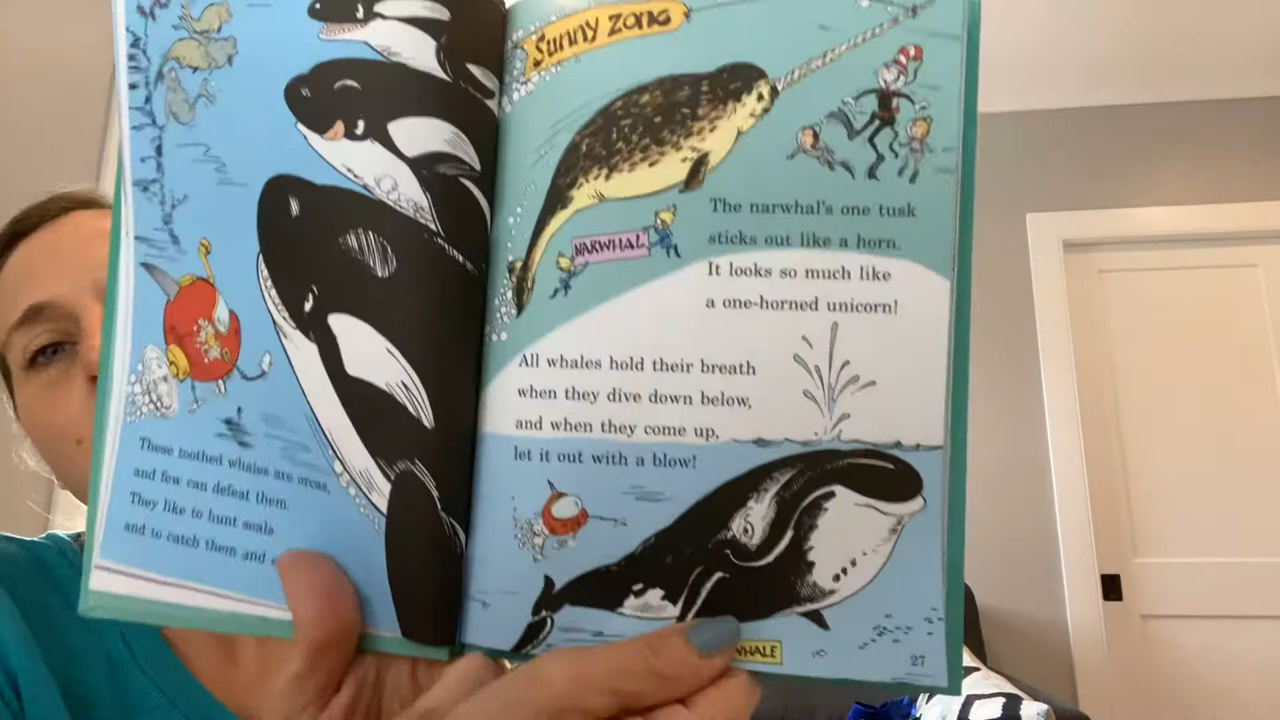 These toothed whales are orcas,
and few can defeat them.
They like to hunt seals
and to catch them and
Sunny Zone
NARWHAL
The narwhal's one tusk
sticks out like a horn.
It looks so much like
a one-horned unicorn!
All whales hold their breath
when they dive down below,
and when they come up,
let it out with a blow!
WHALE
27